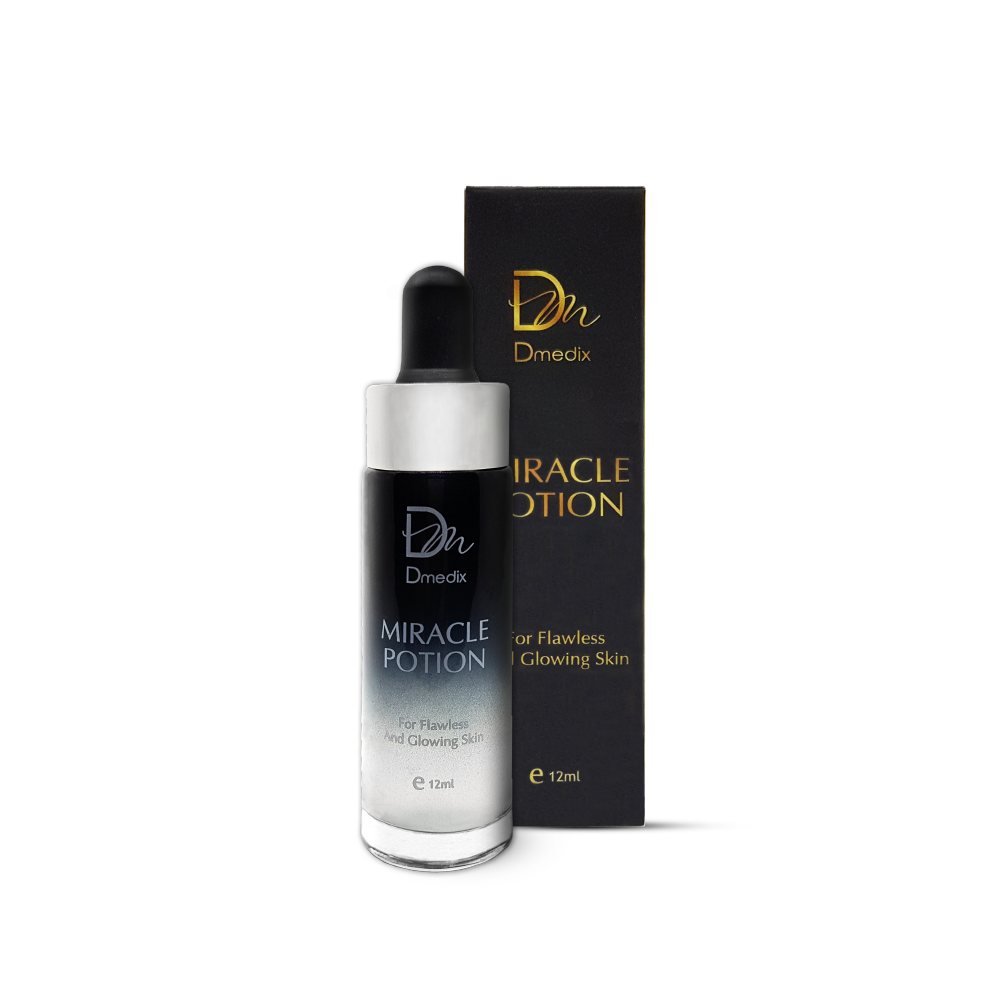 Dm
Dmedix
MIRACLE
POTION
For Flawless
And Glowing Skin
e 12ml
Dm
Dmedix
IRACLE
OTION
For Flawless
Glowing Skin
e 12ml